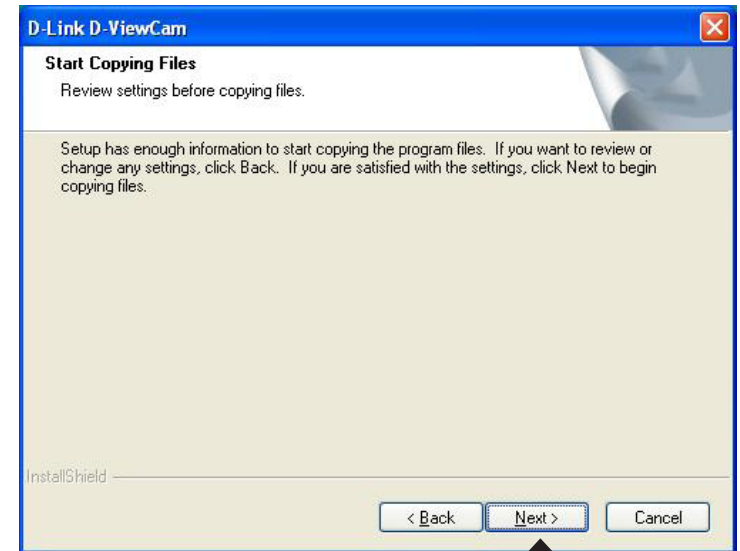 D-Link D-ViewCam
Start Copying Files
Review settings before copying files.
Setup has enough information to start copying the program files.  If you want to review or
change any settings, click Back.  If you are satisfied with the settings, click Next to begin
copying files.
InstallShield
< Back
Next >
Cancel